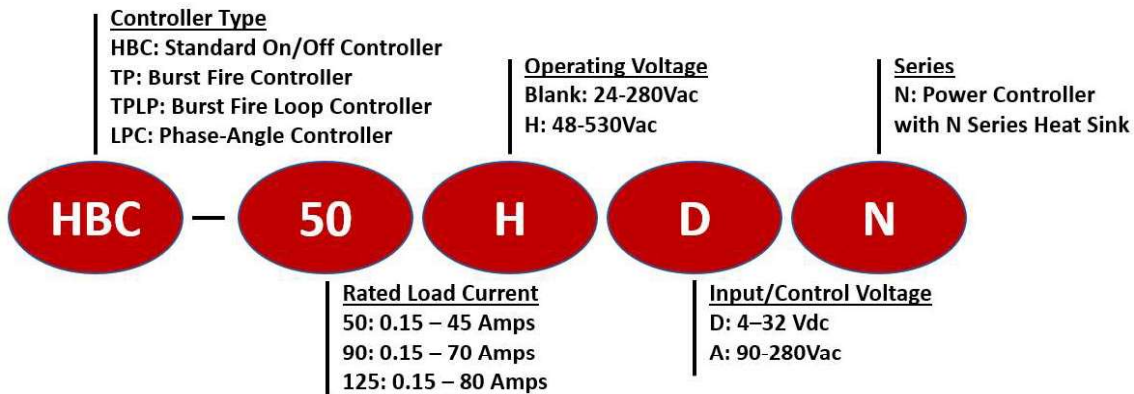 Controller Type
HBC: Standard On/Off Controller
TP: Burst Fire Controller
TPLP: Burst Fire Loop Controller
LPC: Phase-Angle Controller
Operating Voltage
Blank: 24-280Vac
H: 48-530Vac
Series
N: Power Controller
with N Series Heat Sink
HBC – 50 H D N
Rated Load Current
50: 0.15 – 45 Amps
90: 0.15 – 70 Amps
125: 0.15 – 80 Amps
Input/Control Voltage
D: 4–32 Vdc
A: 90-280Vac